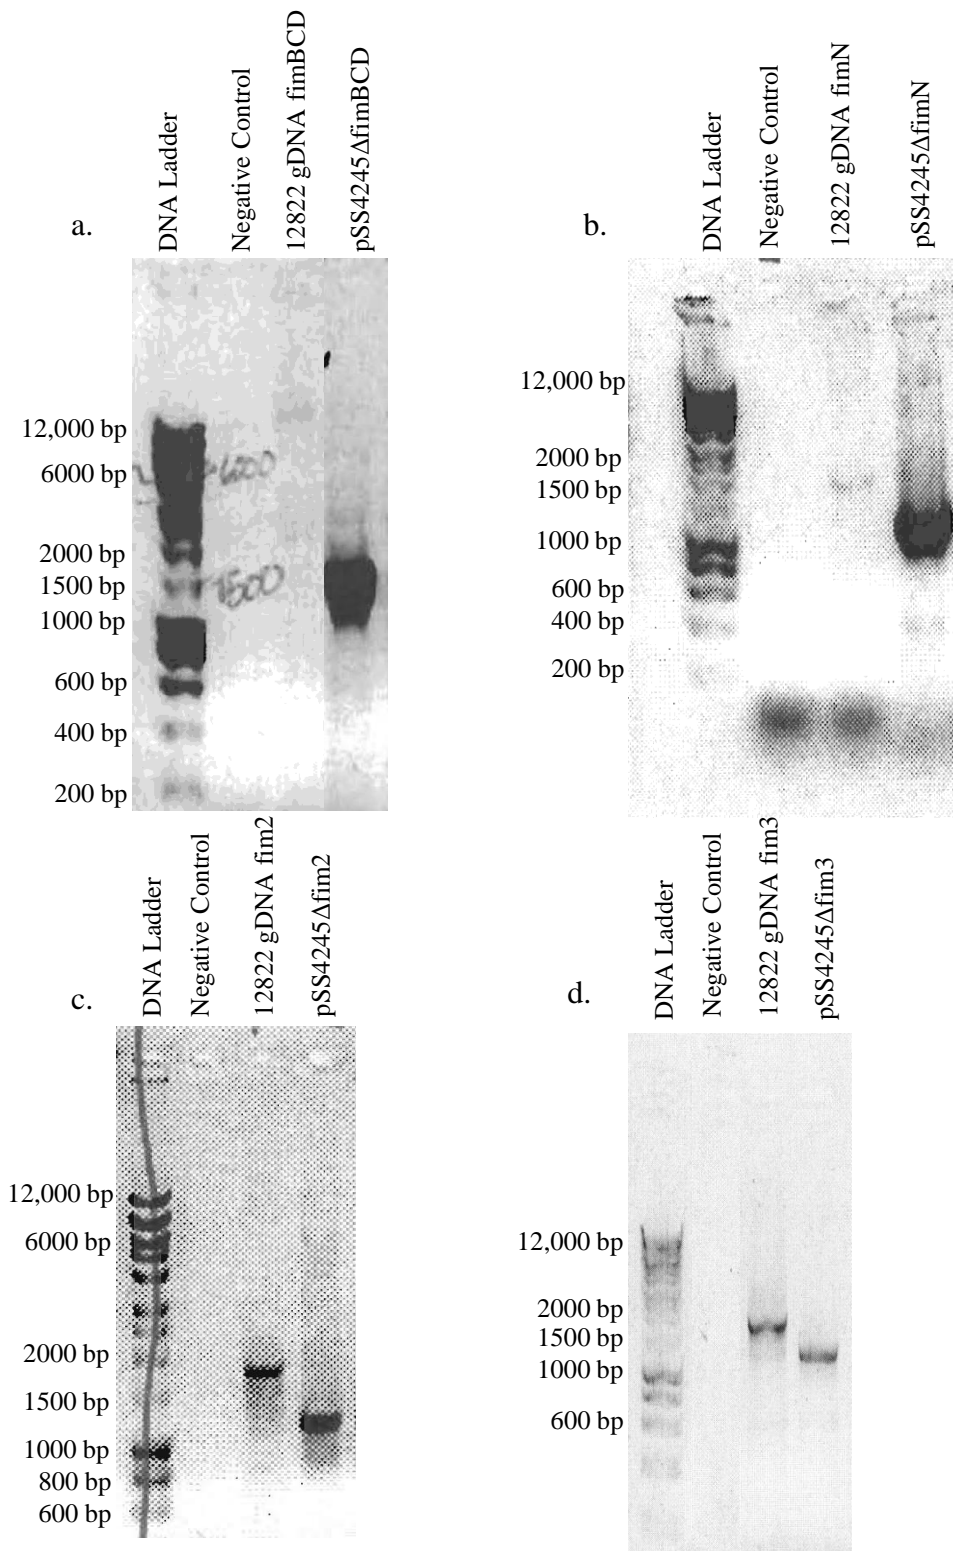 a.
DNA Ladder
Negative Control
12822 gDNA fimBCD
pSS4245ΔfimBCD
12,000 bp
6000 bp
2000 bp
1500 bp
1000 bp
600 bp
400 bp
200 bp
1500
b.
DNA Ladder
Negative Control
12822 gDNA fimN
pSS4245ΔfimN
12,000 bp
2000 bp
1500 bp
1000 bp
600 bp
400 bp
200 bp
c.
DNA Ladder
Negative Control
12822 gDNA fim2
pSS4245Δfim2
12,000 bp
6000 bp
2000 bp
1500 bp
1000 bp
800 bp
600 bp
d.
DNA Ladder
Negative Control
12822 gDNA fim3
pSS4245Δfim3
12,000 bp
2000 bp
1500 bp
1000 bp
600 bp